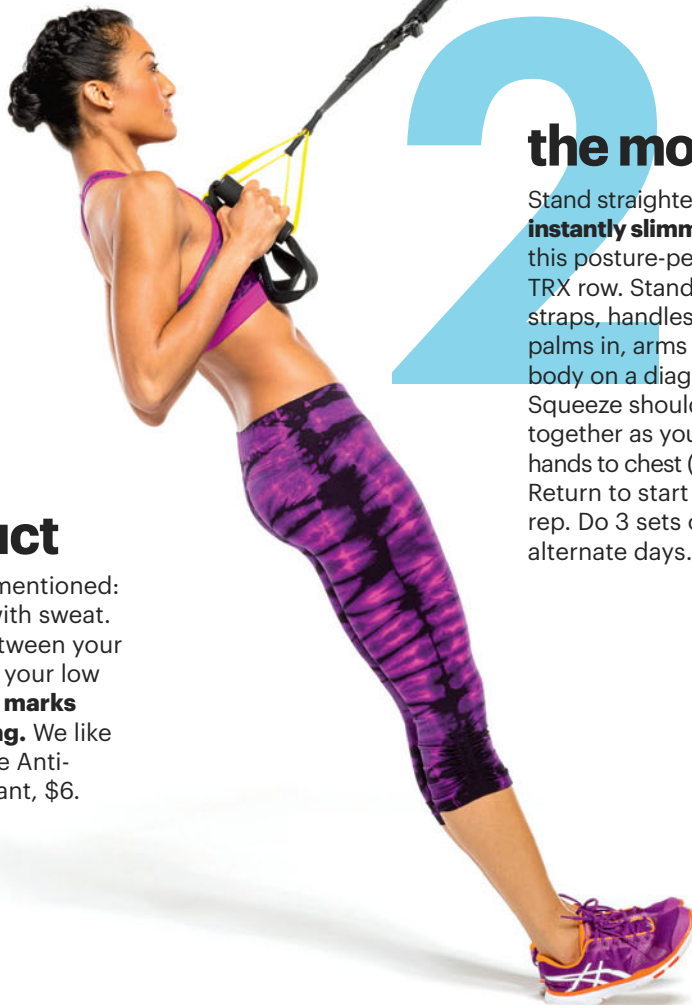 2
the mo
Stand straighte
instantly slimm
this posture-pe
TRX row. Stand
straps, handles
palms in, arms
body on a diag
Squeeze should
together as you
hands to chest (
Return to start
rep. Do 3 sets o
alternate days.
uct
mentioned:
with sweat.
tween your
your low
marks
ng. We like
e Anti-
ant, $6.